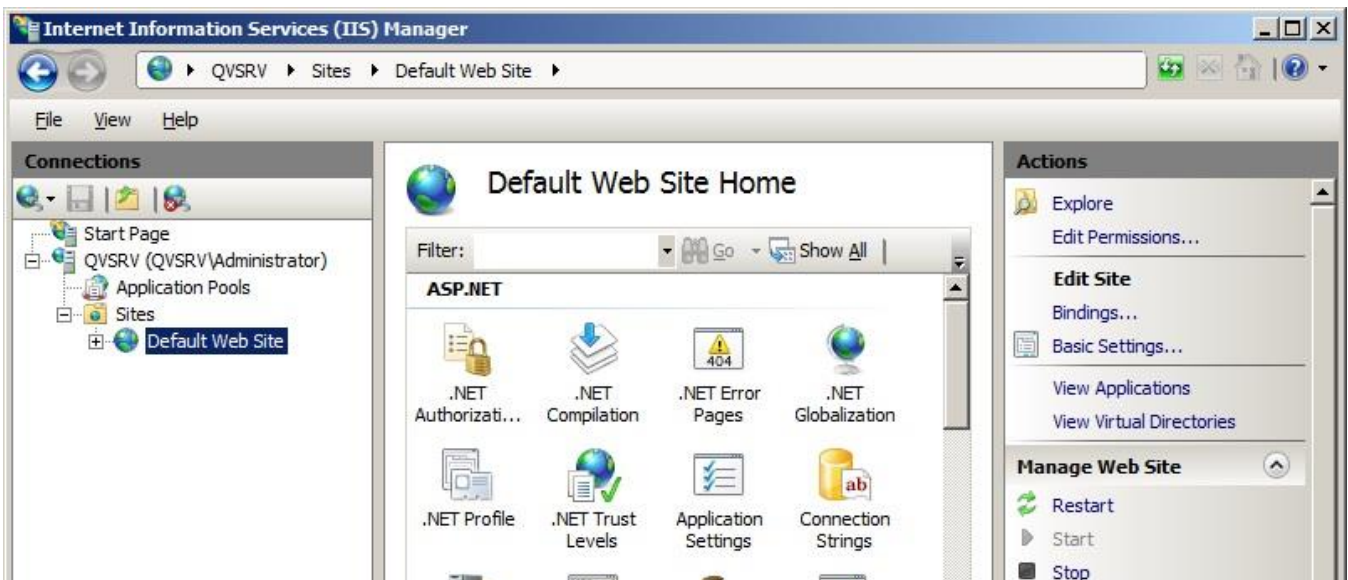 Internet Information Services (IIS) Manager
QVSRV Sites Default Web Site
File View Help
Connections
Start Page
QVSRV (QVSRV\Administrator)
Application Pools
Sites
Default Web Site
Default Web Site Home
Filter: Go Show All
ASP.NET
.NET Authorizati...
.NET Compilation
404
.NET Error Pages
.NET Globalization
.NET Profile
.NET Trust Levels
Application Settings
ab
Connection Strings
Actions
Explore
Edit Permissions...
Edit Site
Bindings...
Basic Settings...
View Applications
View Virtual Directories
Manage Web Site
Restart
Start
Stop